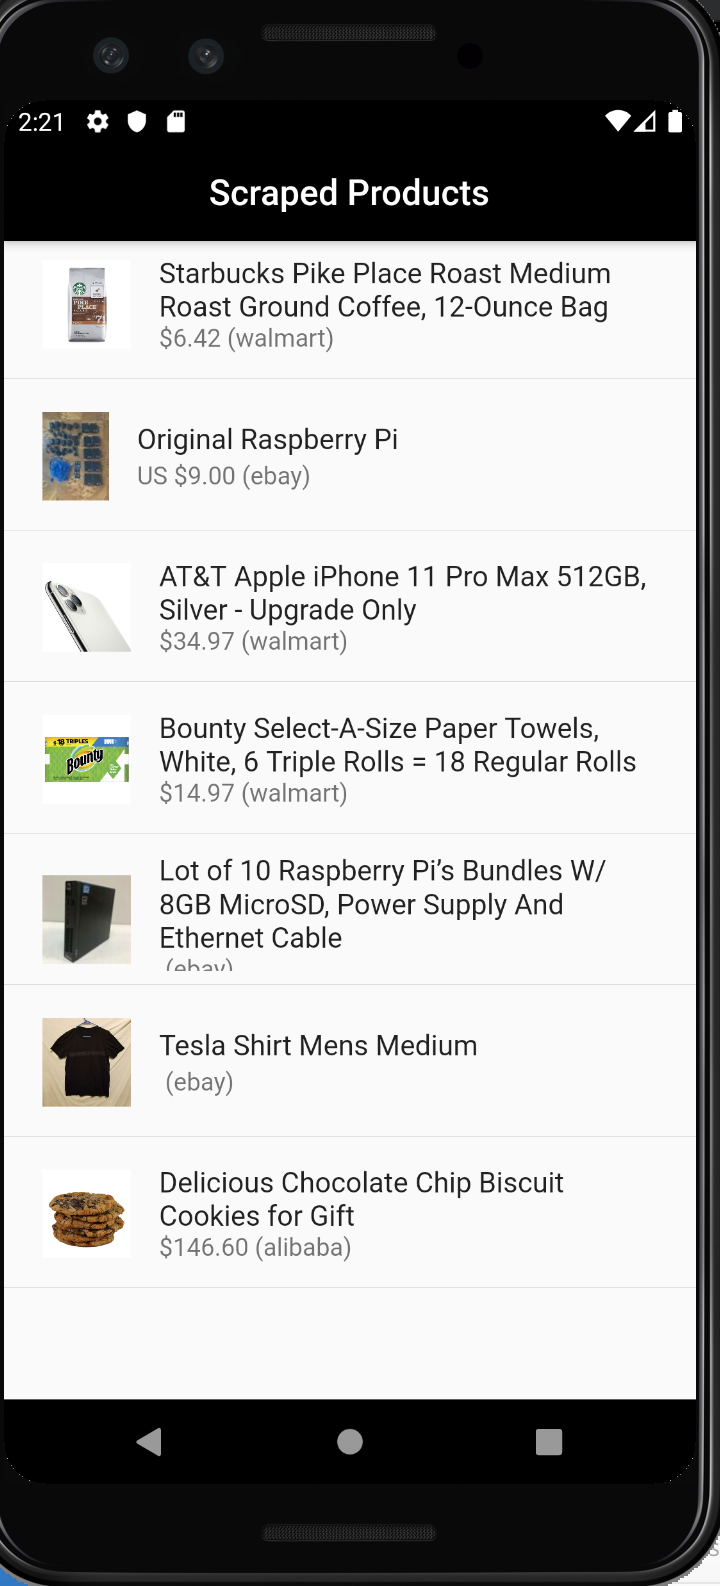 2:21
Scraped Products
Starbucks Pike Place Roast Medium
Roast Ground Coffee, 12-Ounce Bag
$6.42 (walmart)
Original Raspberry Pi
US $9.00 (ebay)
AT&T Apple iPhone 11 Pro Max 512GB,
Silver - Upgrade Only
$34.97 (walmart)
Bounty Select-A-Size Paper Towels,
White, 6 Triple Rolls = 18 Regular Rolls
$14.97 (walmart)
Bounty
Lot of 10 Raspberry Pi’s Bundles W/
8GB MicroSD, Power Supply And
Ethernet Cable
(ebay)
Tesla Shirt Mens Medium
(ebay)
Delicious Chocolate Chip Biscuit
Cookies for Gift
$146.60 (alibaba)